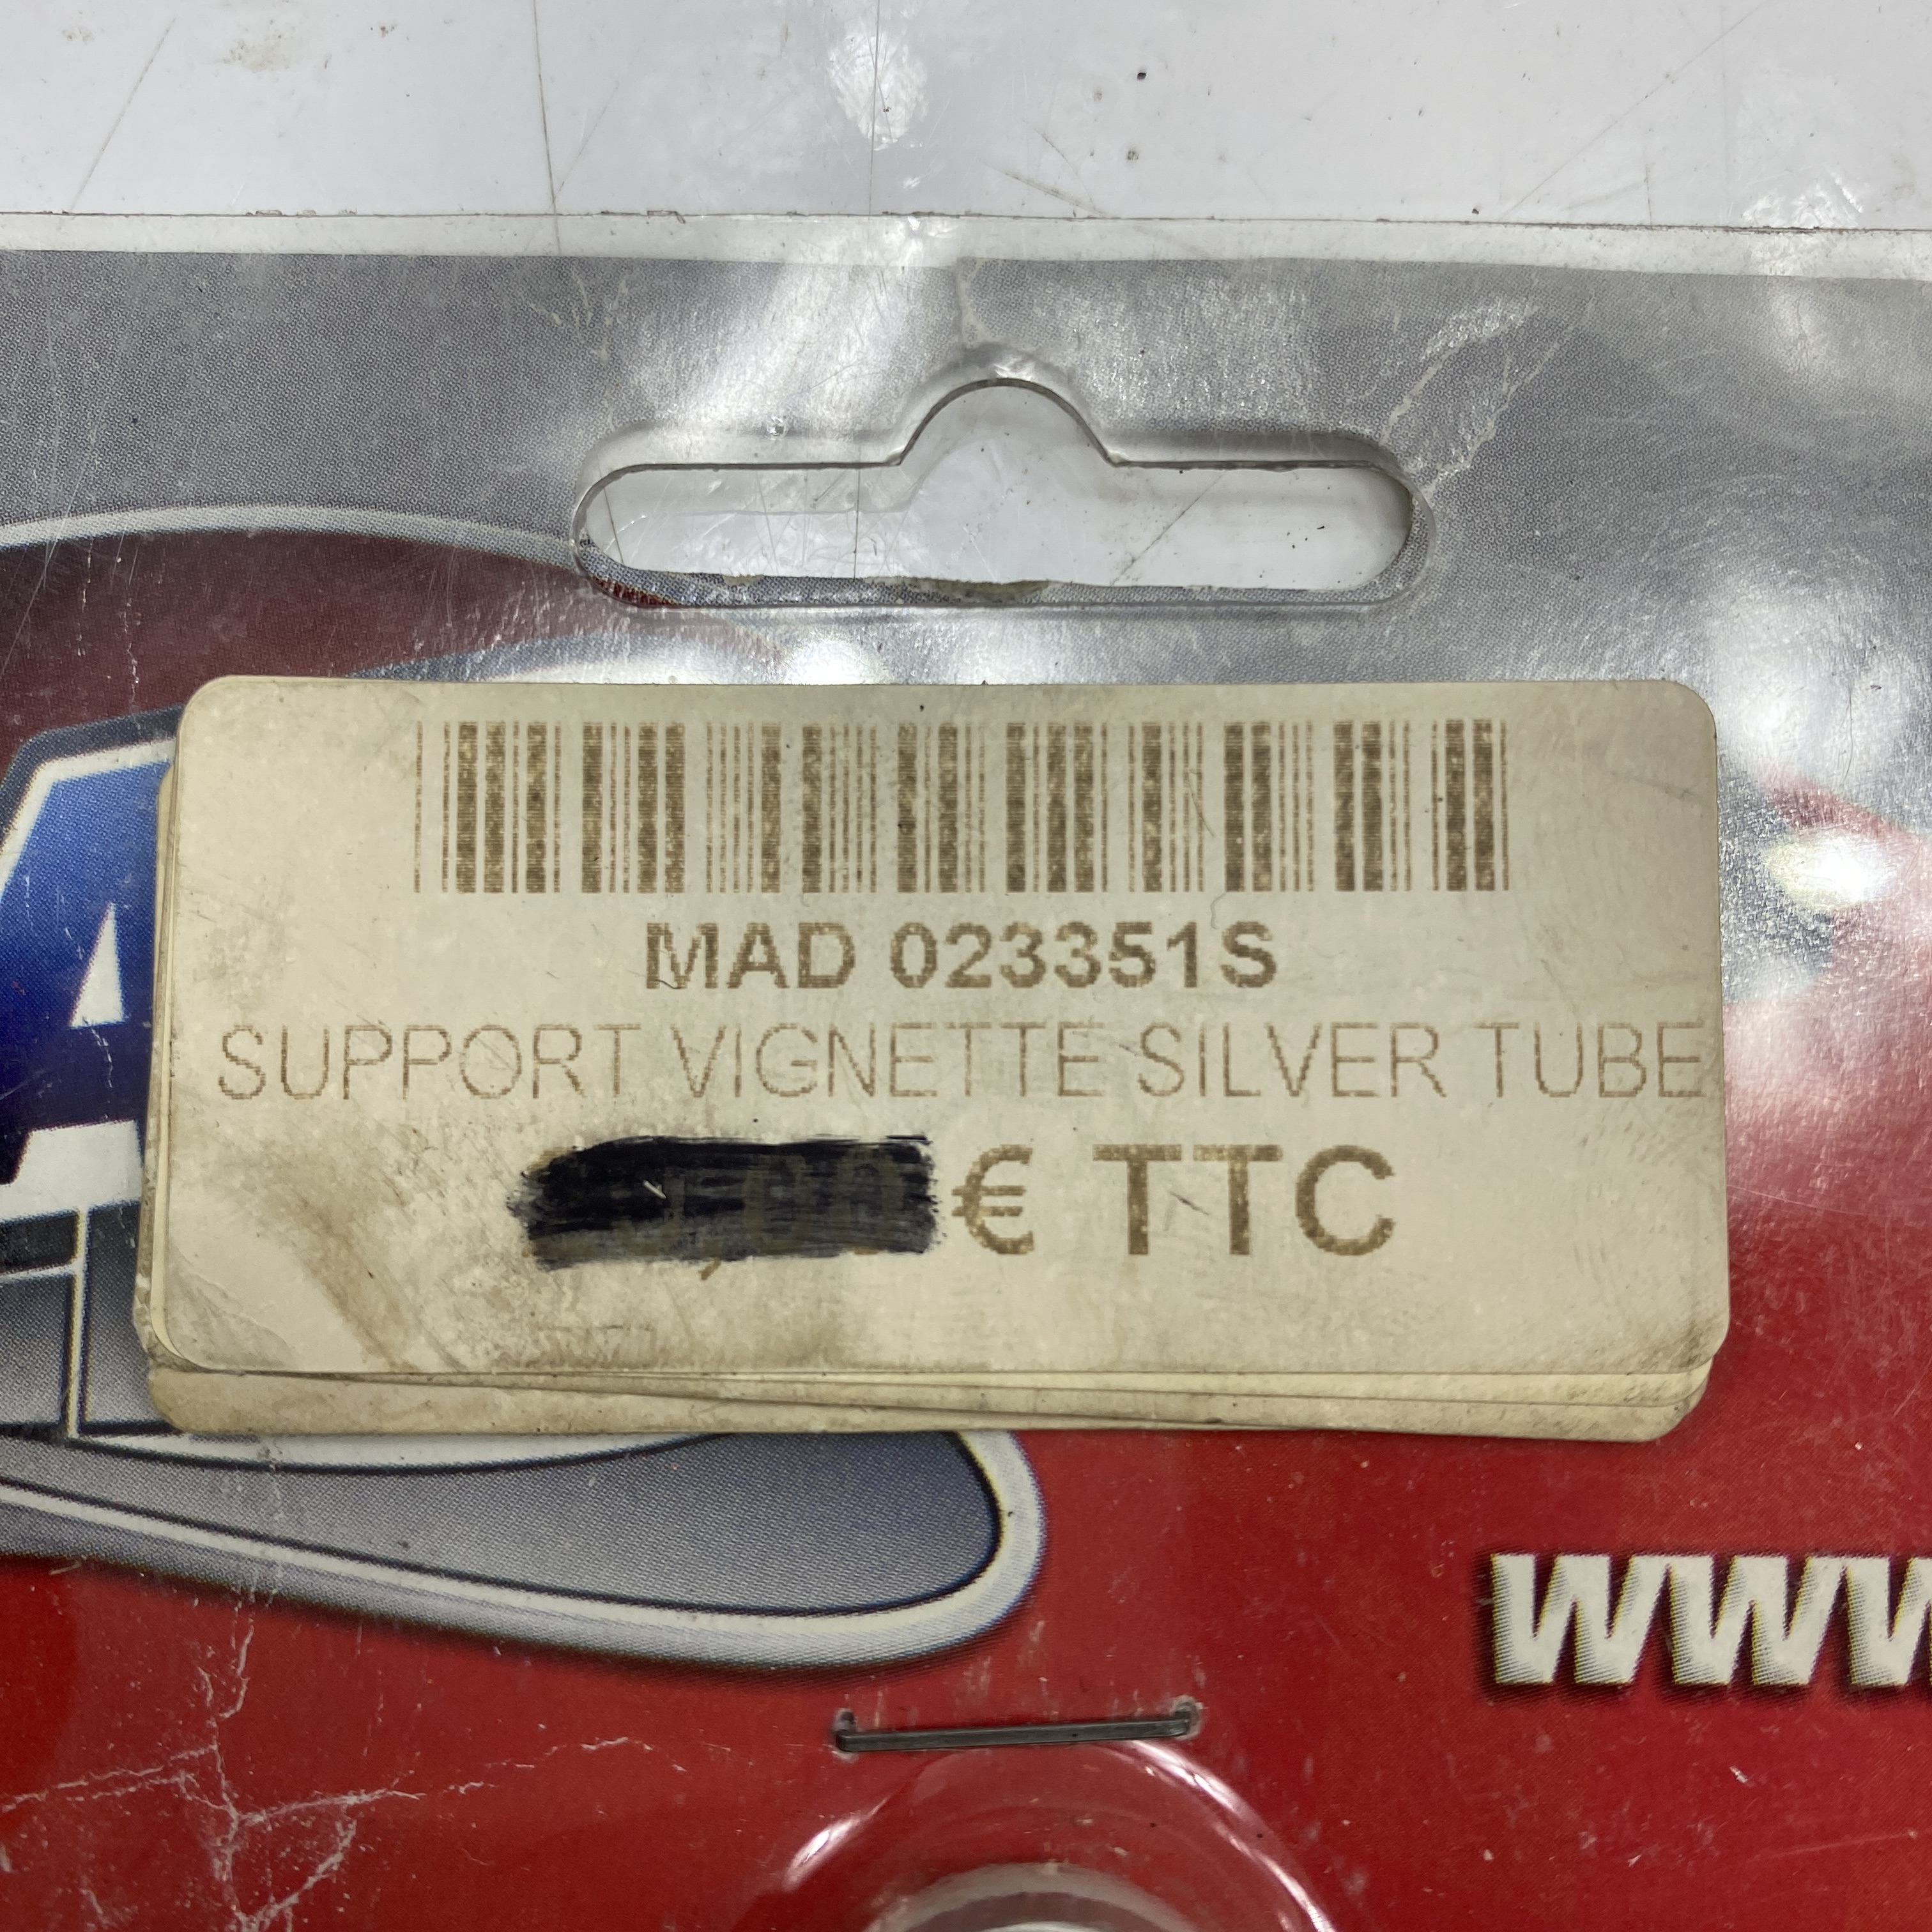 MAD 023351S
SUPPORT VIGNETTE SILVER TUBE
€ TTC
A
www